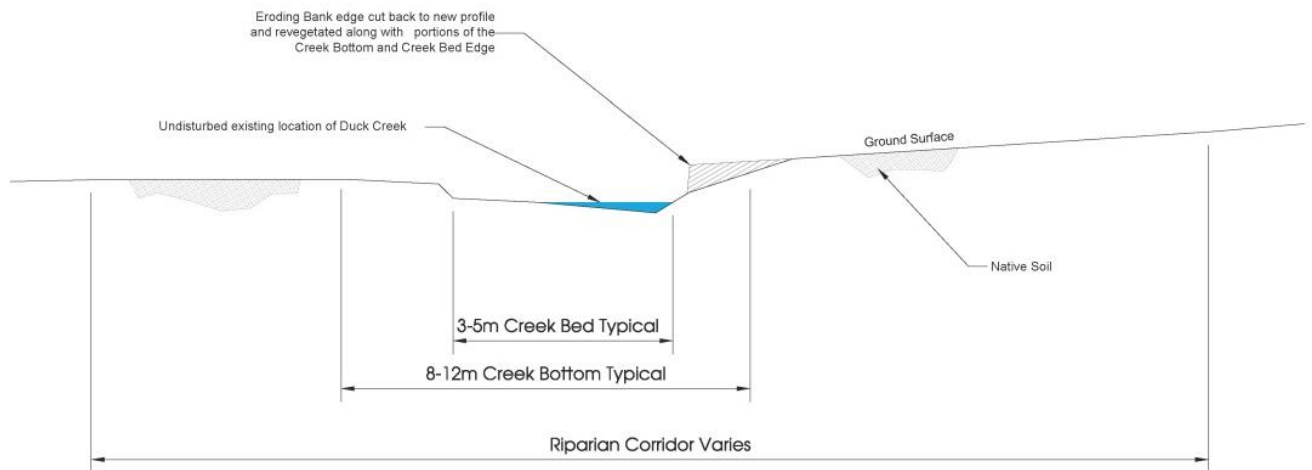 Eroding Bank edge cut back to new profile
and revegetated along with portions of the
Creek Bottom and Creek Bed Edge
Undisturbed existing location of Duck Creek
Ground Surface
Native Soil
3-5m Creek Bed Typical
8-12m Creek Bottom Typical
Riparian Corridor Varies